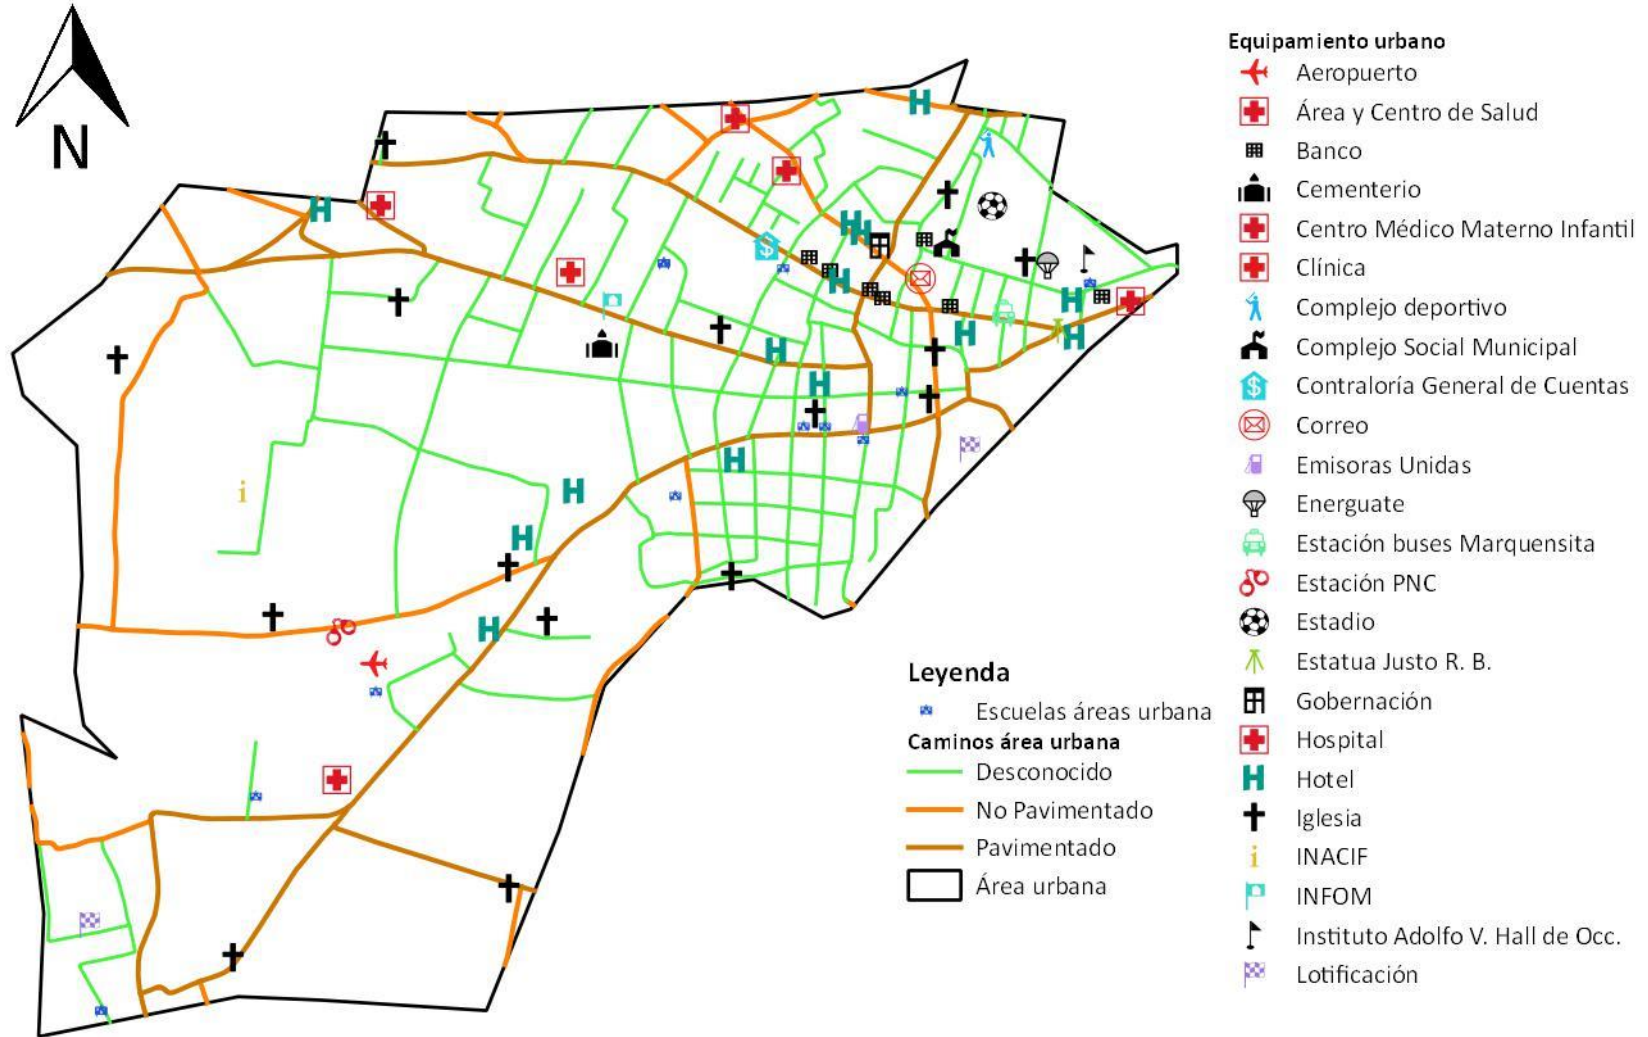 N
Equipamiento urbano
Aeropuerto
Área y Centro de Salud
Banco
Cementerio
Centro Médico Materno Infantil
Clínica
Complejo deportivo
Complejo Social Municipal
Contraloría General de Cuentas
Correo
Emisoras Unidas
Energuate
Estación buses Marquensita
Estación PNC
Estadio
Estatua Justo R. B.
Gobernación
Hospital
Hotel
Iglesia
INACIF
INFOM
Instituto Adolfo V. Hall de Occ.
Lotificación
Leyenda
Escuelas áreas urbana
Caminos área urbana
Desconocido
No Pavimentado
Pavimentado
Área urbana